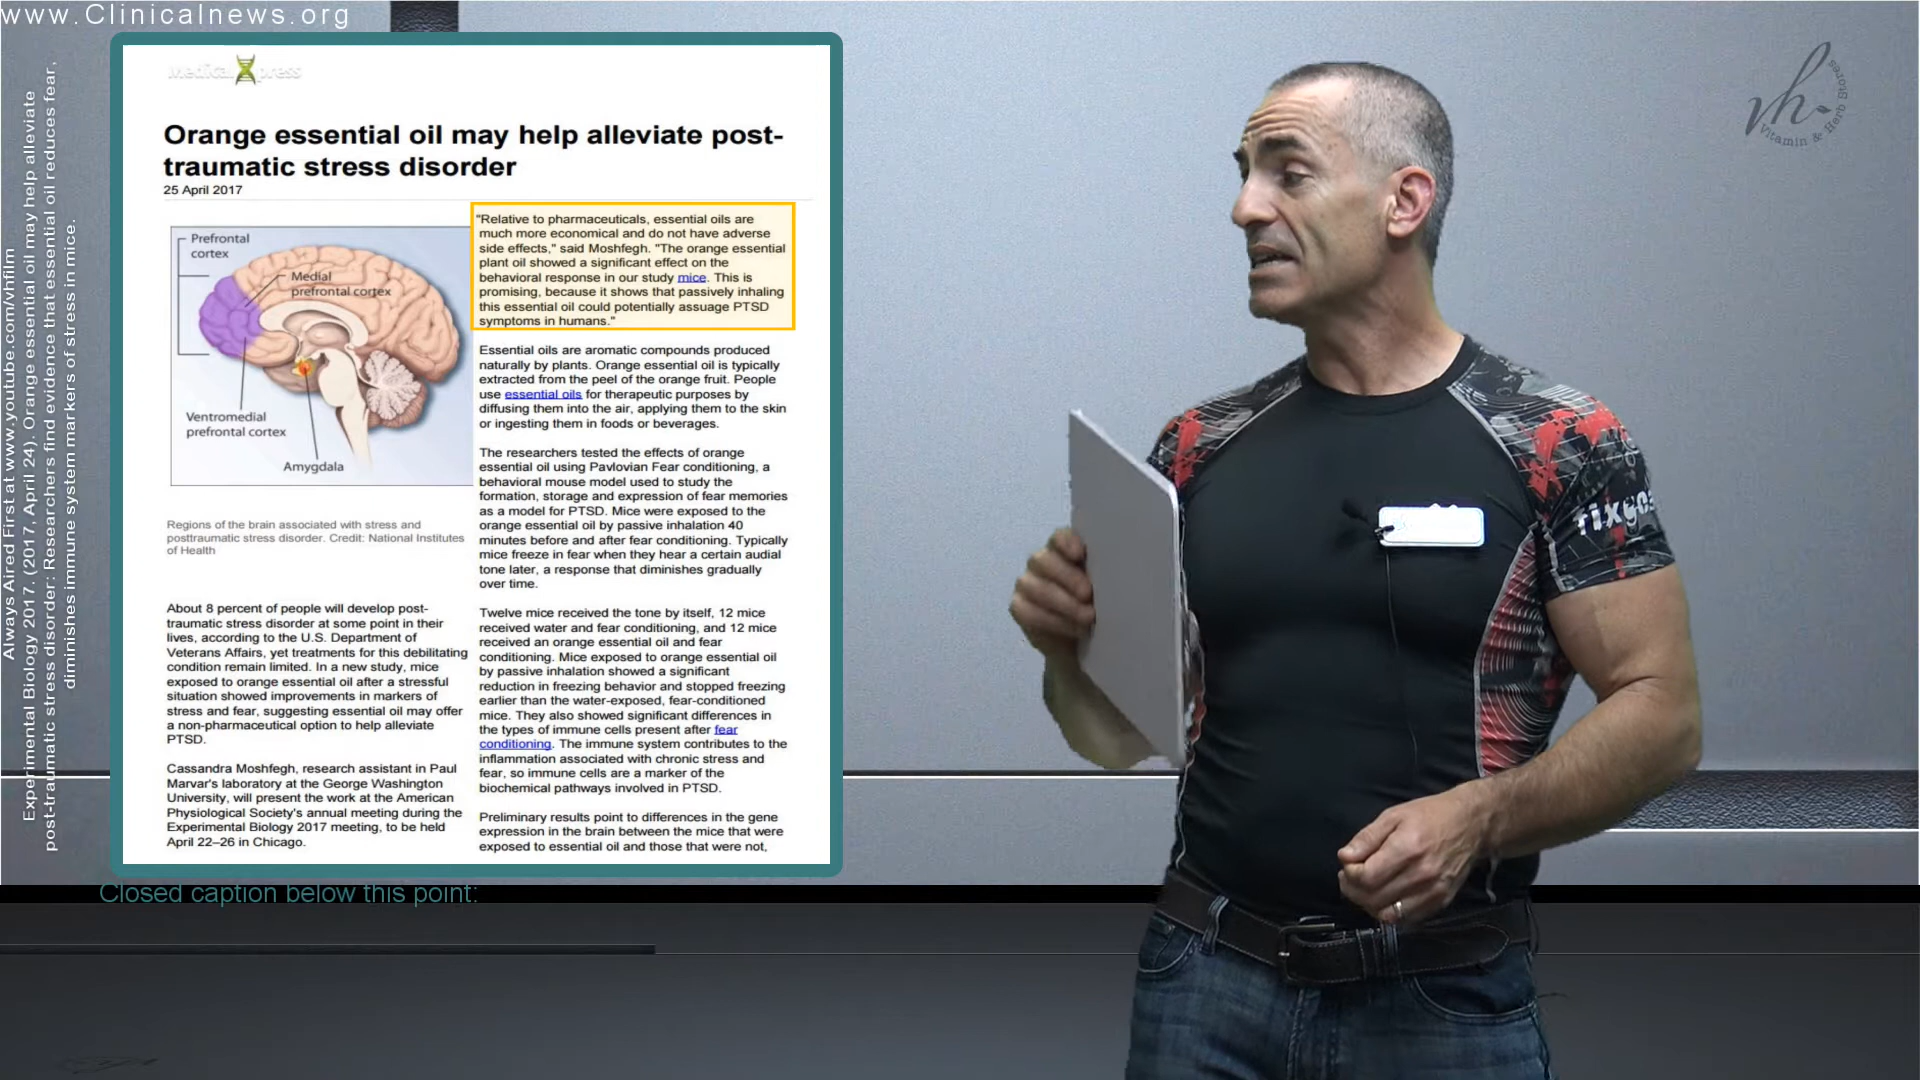 www.Clinicalnews.org
Always Aired First at www.youtube.com/vhfilm
Experimental Biology 2017. (2017, April 24). Orange essential oil may help alleviate
post-traumatic stress disorder: Researchers find evidence that essential oil reduces fear,
diminishes immune system markers of stress in mice.
Medical Xpress
Orange essential oil may help alleviate post-
traumatic stress disorder
25 April 2017
Prefrontal
cortex
Medial
prefrontal cortex
Ventromedial
prefrontal cortex
Amygdala
Regions of the brain associated with stress and
posttraumatic stress disorder. Credit: National Institutes
of Health
About 8 percent of people will develop post-
traumatic stress disorder at some point in their
lives, according to the U.S. Department of
Veterans Affairs, yet treatments for this debilitating
condition remain limited. In a new study, mice
exposed to orange essential oil after a stressful
situation showed improvements in markers of
stress and fear, suggesting essential oil may offer
a non-pharmaceutical option to help alleviate
PTSD.
Cassandra Moshfegh, research assistant in Paul
Marvar's laboratory at the George Washington
University, will present the work at the American
Physiological Society's annual meeting during the
Experimental Biology 2017 meeting, to be held
April 22–26 in Chicago.
"Relative to pharmaceuticals, essential oils are
much more economical and do not have adverse
side effects," said Moshfegh. "The orange essential
plant oil showed a significant effect on the
behavioral response in our study mice. This is
promising, because it shows that passively inhaling
this essential oil could potentially assuage PTSD
symptoms in humans."
Essential oils are aromatic compounds produced
naturally by plants. Orange essential oil is typically
extracted from the peel of the orange fruit. People
use essential oils for therapeutic purposes by
diffusing them into the air, applying them to the skin
or ingesting them in foods or beverages.
The researchers tested the effects of orange
essential oil using Pavlovian Fear conditioning, a
behavioral mouse model used to study the
formation, storage and expression of fear memories
as a model for PTSD. Mice were exposed to the
orange essential oil by passive inhalation 40
minutes before and after fear conditioning. Typically
mice freeze in fear when they hear a certain audial
tone later, a response that diminishes gradually
over time.
Twelve mice received the tone by itself, 12 mice
received water and fear conditioning, and 12 mice
received an orange essential oil and fear
conditioning. Mice exposed to orange essential oil
by passive inhalation showed a significant
reduction in freezing behavior and stopped freezing
earlier than the water-exposed, fear-conditioned
mice. They also showed significant differences in
the types of immune cells present after fear
conditioning. The immune system contributes to the
inflammation associated with chronic stress and
fear, so immune cells are a marker of the
biochemical pathways involved in PTSD.
Preliminary results point to differences in the gene
expression in the brain between the mice that were
exposed to essential oil and those that were not,
vh
Vitamin & Herb Stores
Closed caption below this point: